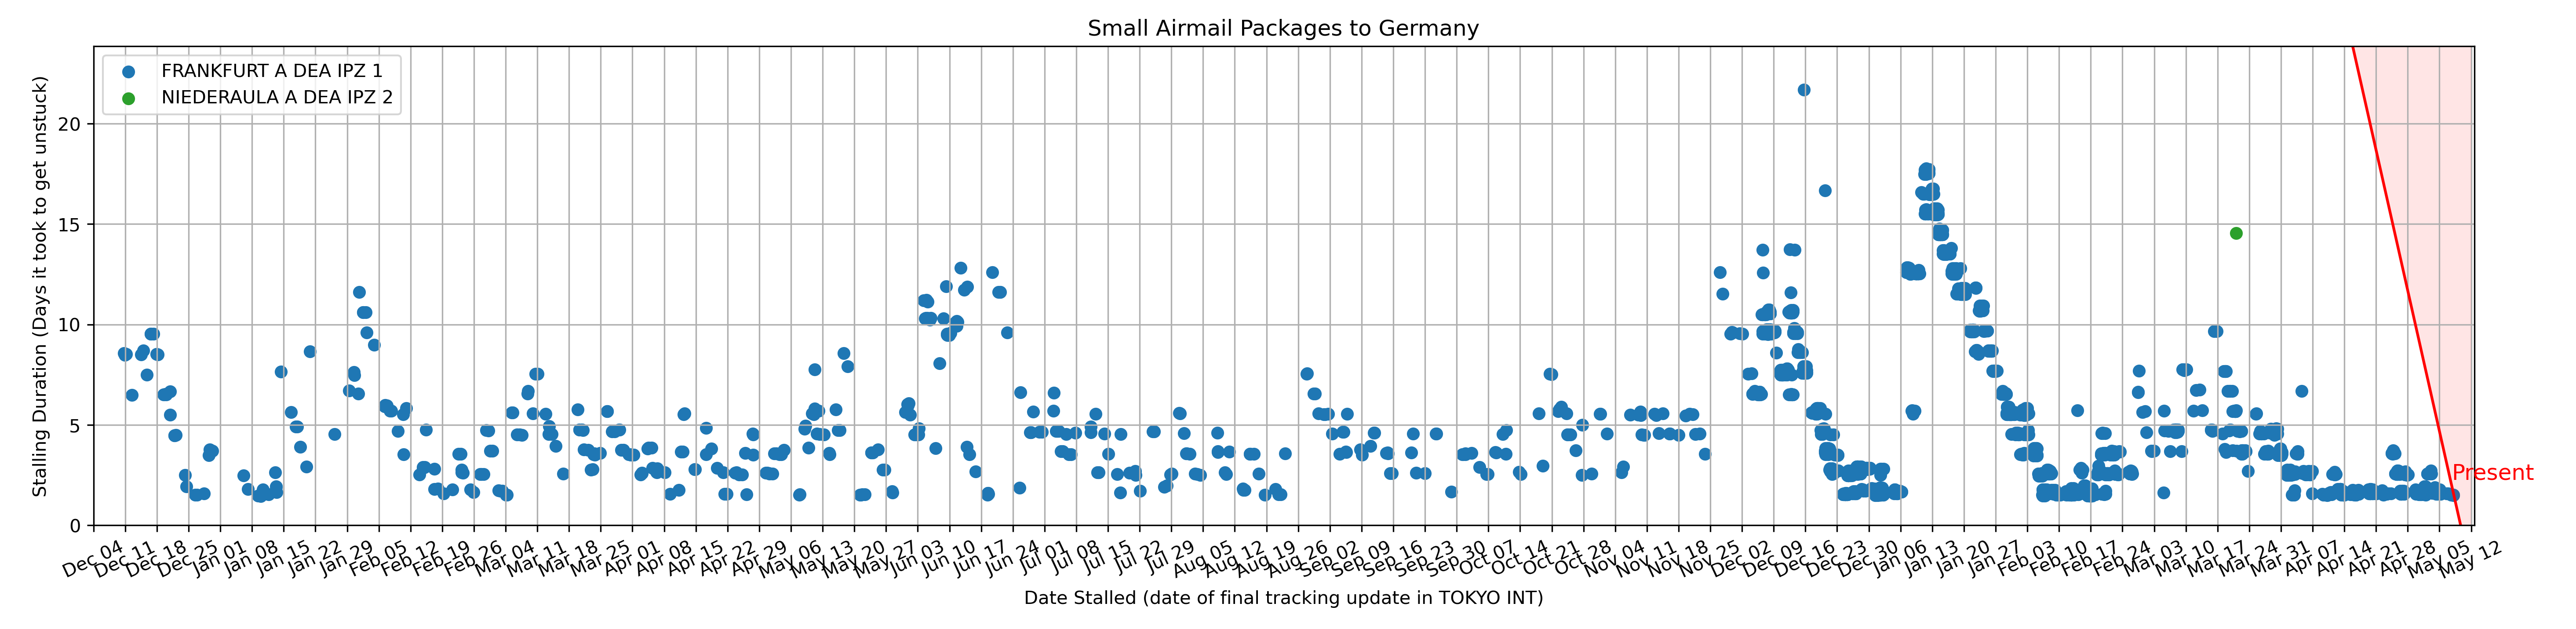 Small Airmail Packages to Germany
FRANKFURT A DEA IPZ 1
NIEDERAULA A DEA IPZ 2
Stalling Duration (Days it took to get unstuck)
20
15
10
5
0
Present
Dec 04
Dec 11
Dec 18
Dec 25
Jan 01
Jan 08
Jan 15
Jan 22
Jan 29
Feb 05
Feb 12
Feb 19
Feb 26
Mar 04
Mar 11
Mar 18
Mar 25
Apr 01
Apr 08
Apr 15
Apr 22
Apr 29
May 06
May 13
May 20
May 27
Jun 03
Jun 10
Jun 17
Jun 24
Jul 01
Jul 08
Jul 15
Jul 22
Jul 29
Aug 05
Aug 12
Aug 19
Aug 26
Sep 02
Sep 09
Sep 16
Sep 23
Sep 30
Oct 07
Oct 14
Oct 21
Oct 28
Nov 04
Nov 11
Nov 18
Nov 25
Dec 02
Dec 09
Dec 16
Dec 23
Dec 30
Jan 06
Jan 13
Jan 20
Jan 27
Feb 03
Feb 10
Feb 17
Feb 24
Mar 03
Mar 10
Mar 17
Mar 24
Mar 31
Apr 07
Apr 14
Apr 21
Apr 28
May 05
May 12
Date Stalled (date of final tracking update in TOKYO INT)